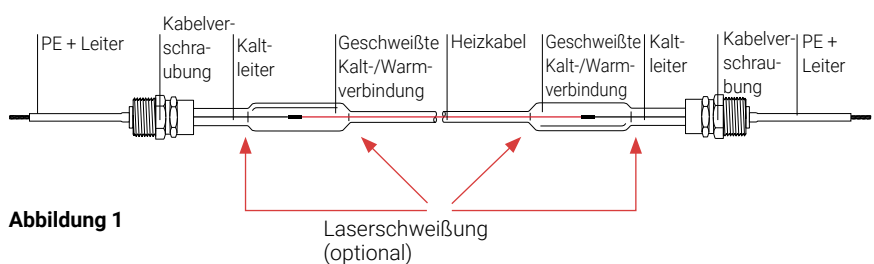 PE + Leiter
Kabelver-
schra-
ubung
Kalt-
leiter
Geschweißte
Kalt-/Warm-
verbindung
Heizkabel
Geschweißte
Kalt-/Warm-
verbindung
Kalt-
leiter
Kabelver-
schrau-
bung
PE +
Leiter
Abbildung 1
Laserschweißung
(optional)